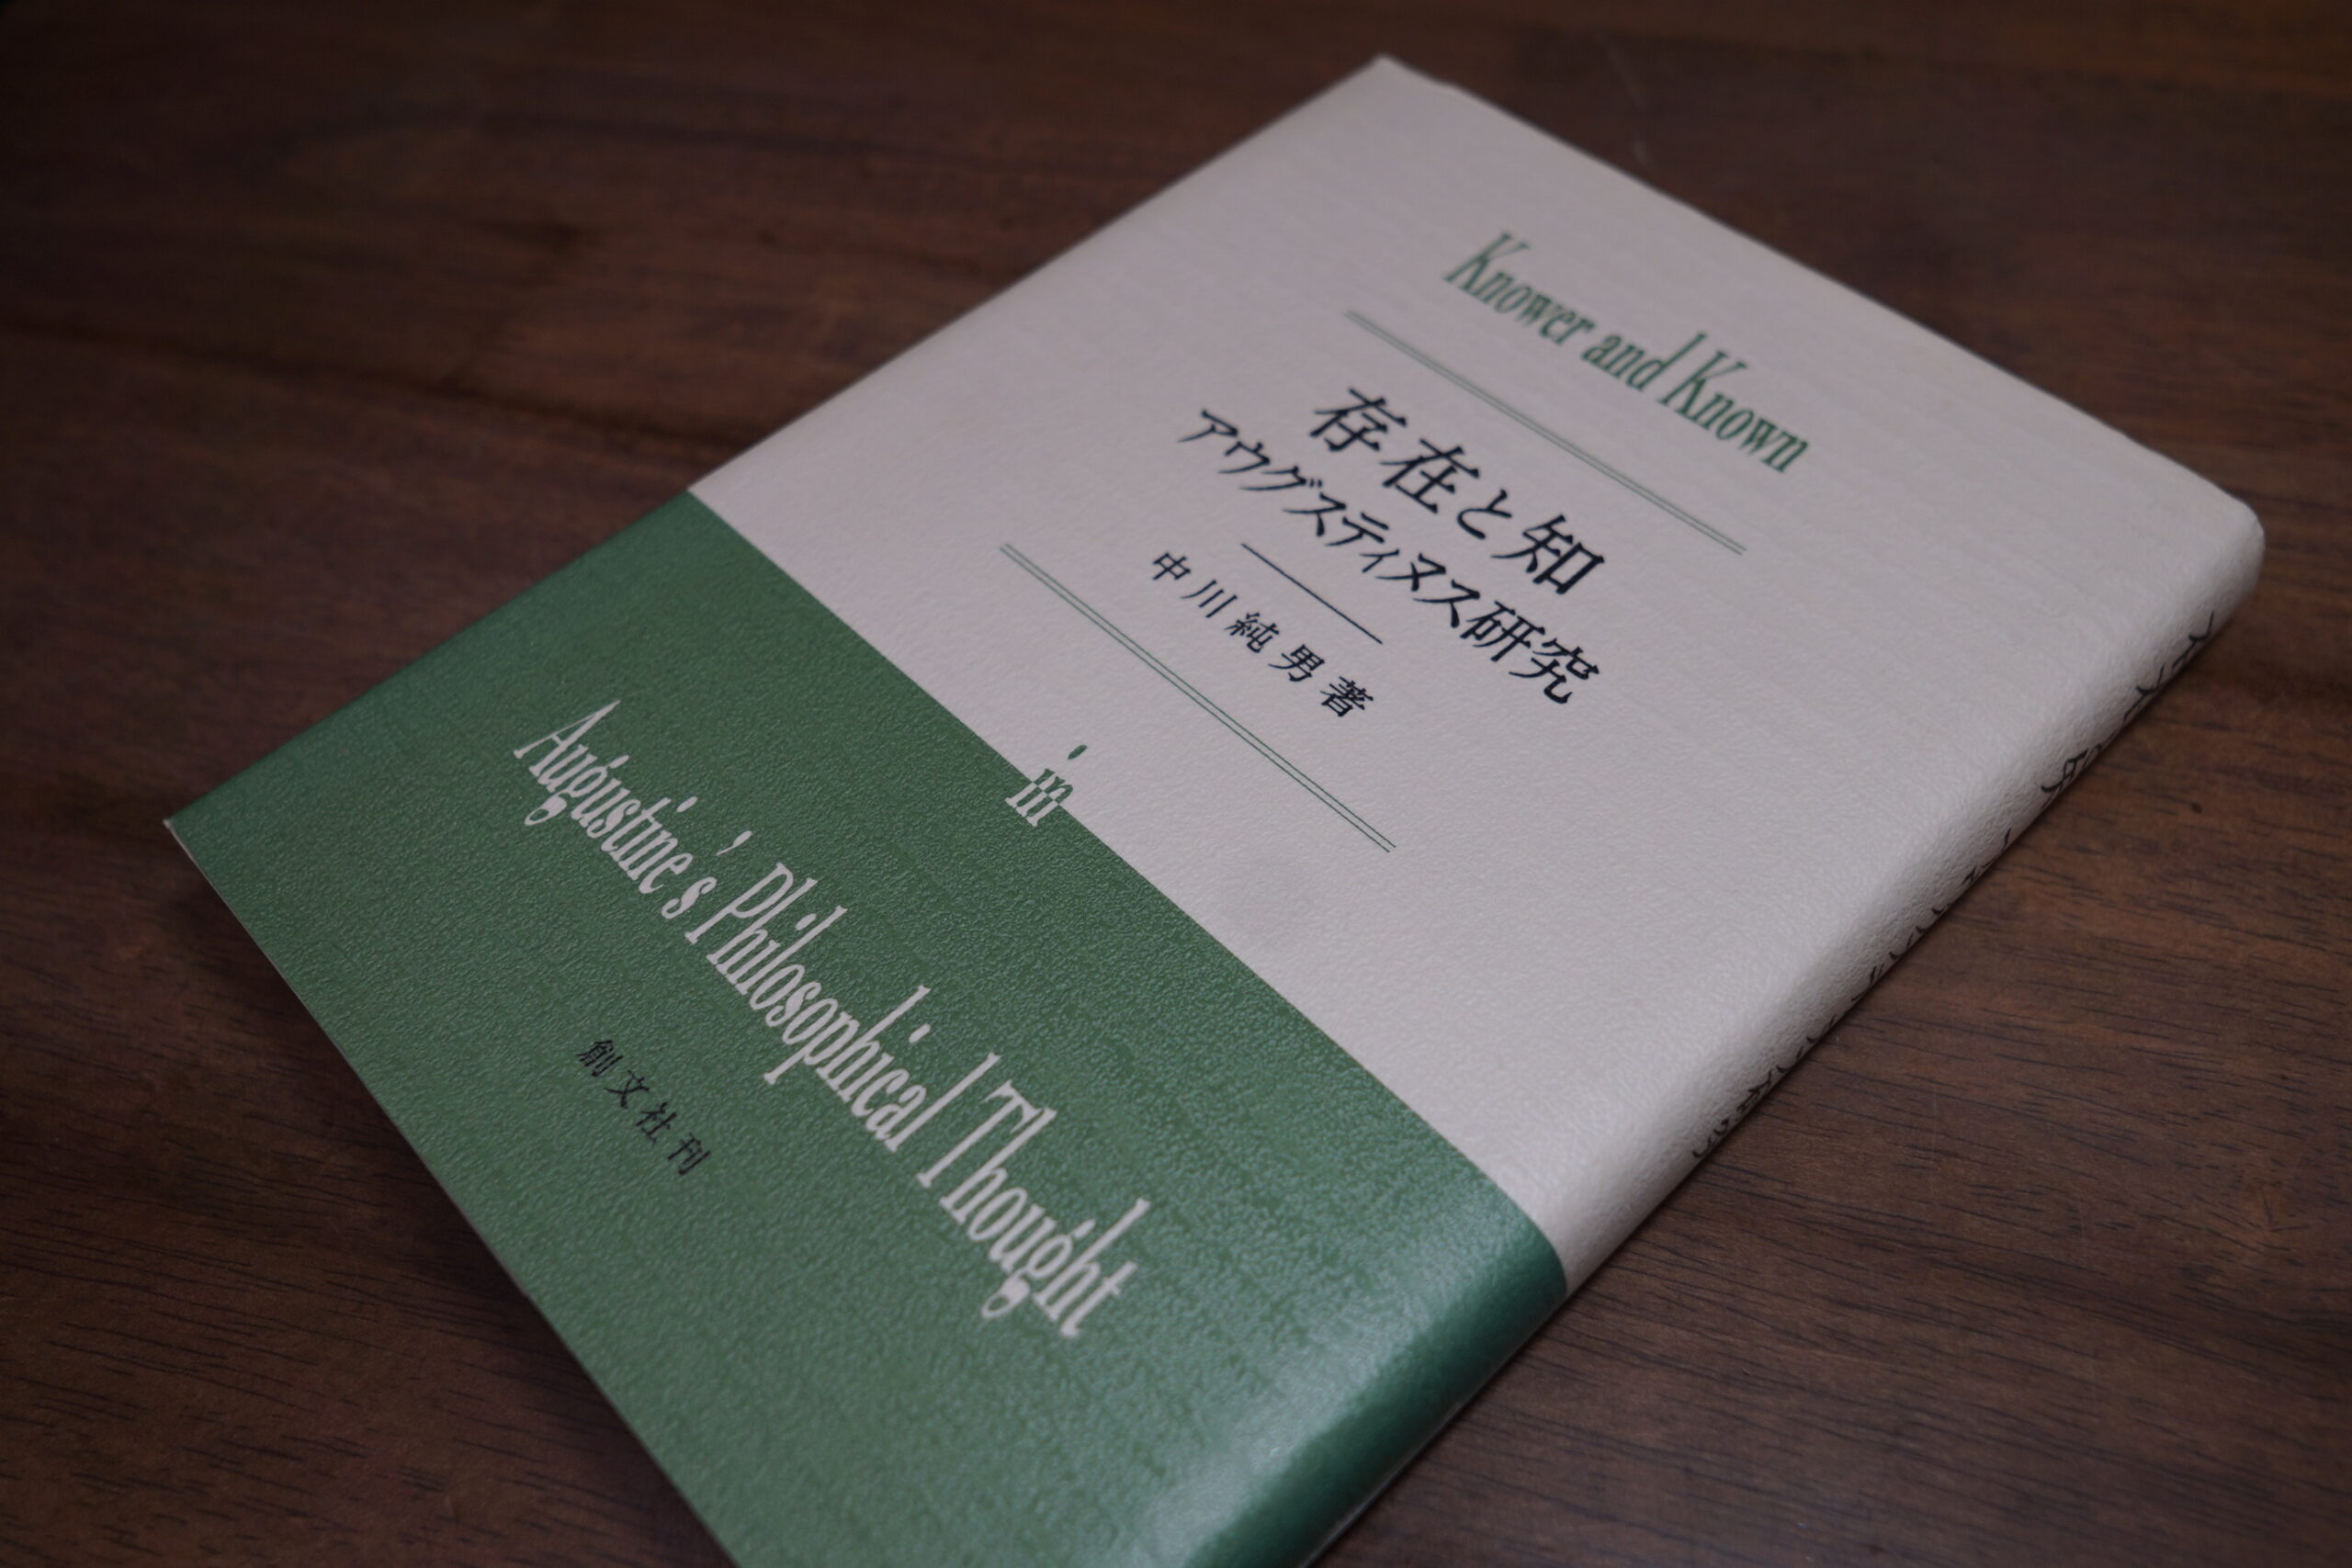 Knower and Known
存在と知
アウグスティヌス研究
中川純男著
in
Augustine's Philosophical Thought
創文社刊